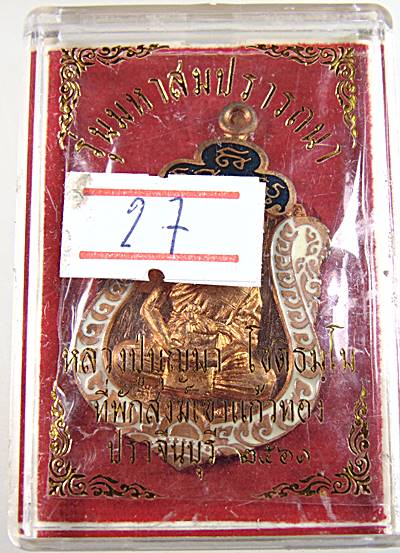 รุ่นมหาสมปรารถนา
27
หลวงปู่บุญมา โชติธมฺโม
ที่พักสงฆ์เขาแก้วทอง
ปราจีนบุรี ๒๕๖๑